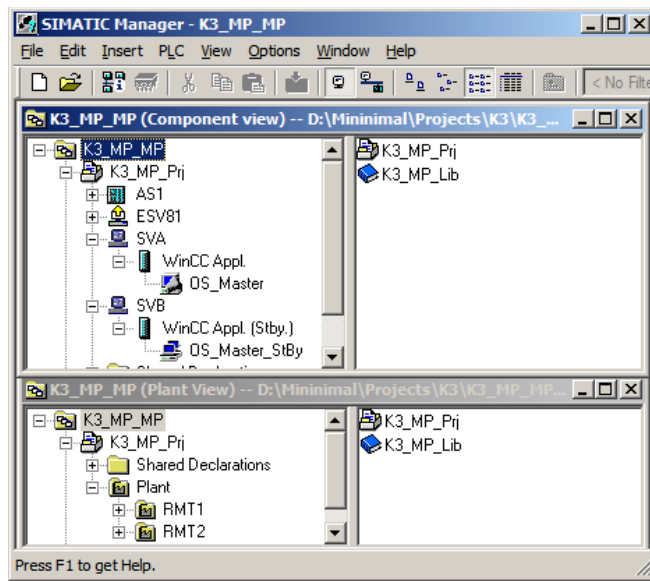 SIMATIC Manager - K3_MP_MP
File Edit Insert PLC View Options Window Help
< No Filte
K3_MP_MP (Component view) -- D:\Mininimal\Projects\K3\K3_...
K3_MP_MP
K3_MP_Prj
AS1
ESV81
SVA
WinCC Appl.
OS_Master
SVB
WinCC Appl. (Stby.)
OS_Master_StBy
K3_MP_Prj
K3_MP_Lib
K3_MP_MP (Plant View) -- D:\Mininimal\Projects\K3\K3_MP_MP...
K3_MP_MP
K3_MP_Prj
Shared Declarations
Plant
RMT1
RMT2
K3_MP_Prj
K3_MP_Lib
Press F1 to get Help.